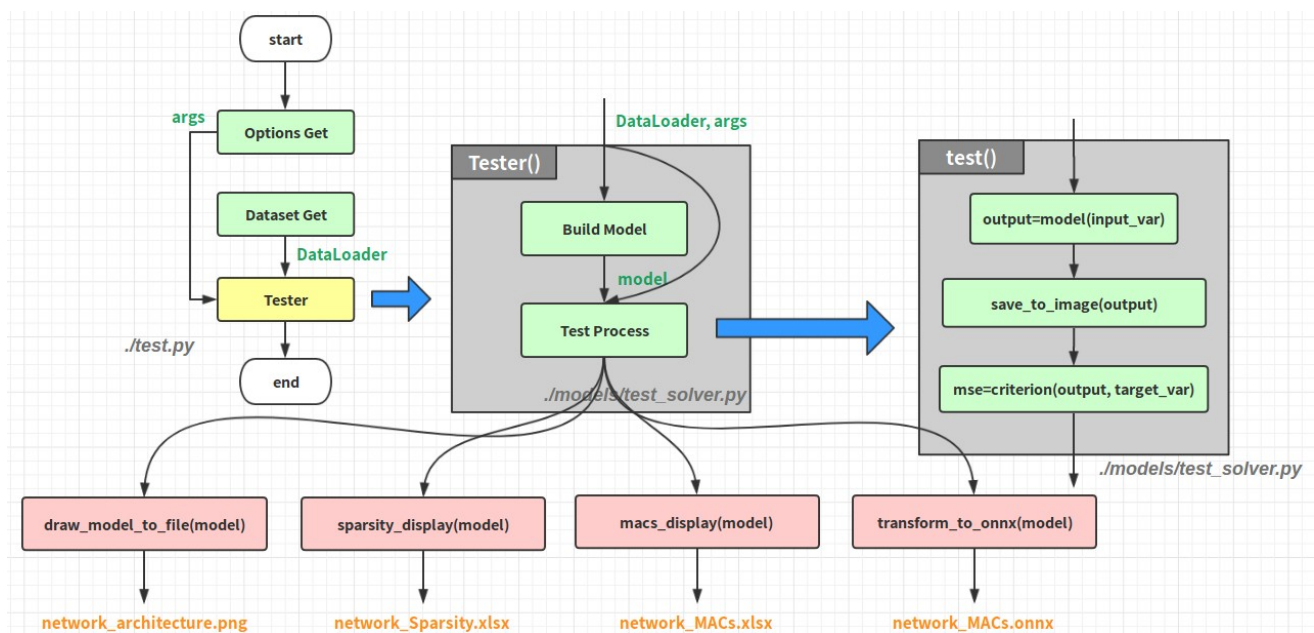 start
args
Options Get
Dataset Get
DataLoader
Tester
./test.py
end
DataLoader, args
Tester()
Build Model
model
Test Process
./models/test_solver.py
test()
output=model(input_var)
save_to_image(output)
mse=criterion(output, target_var)
./models/test_solver.py
draw_model_to_file(model)
sparsity_display(model)
macs_display(model)
transform_to_onnx(model)
network_architecture.png
network_Sparsity.xlsx
network_MACs.xlsx
network_MACs.onnx